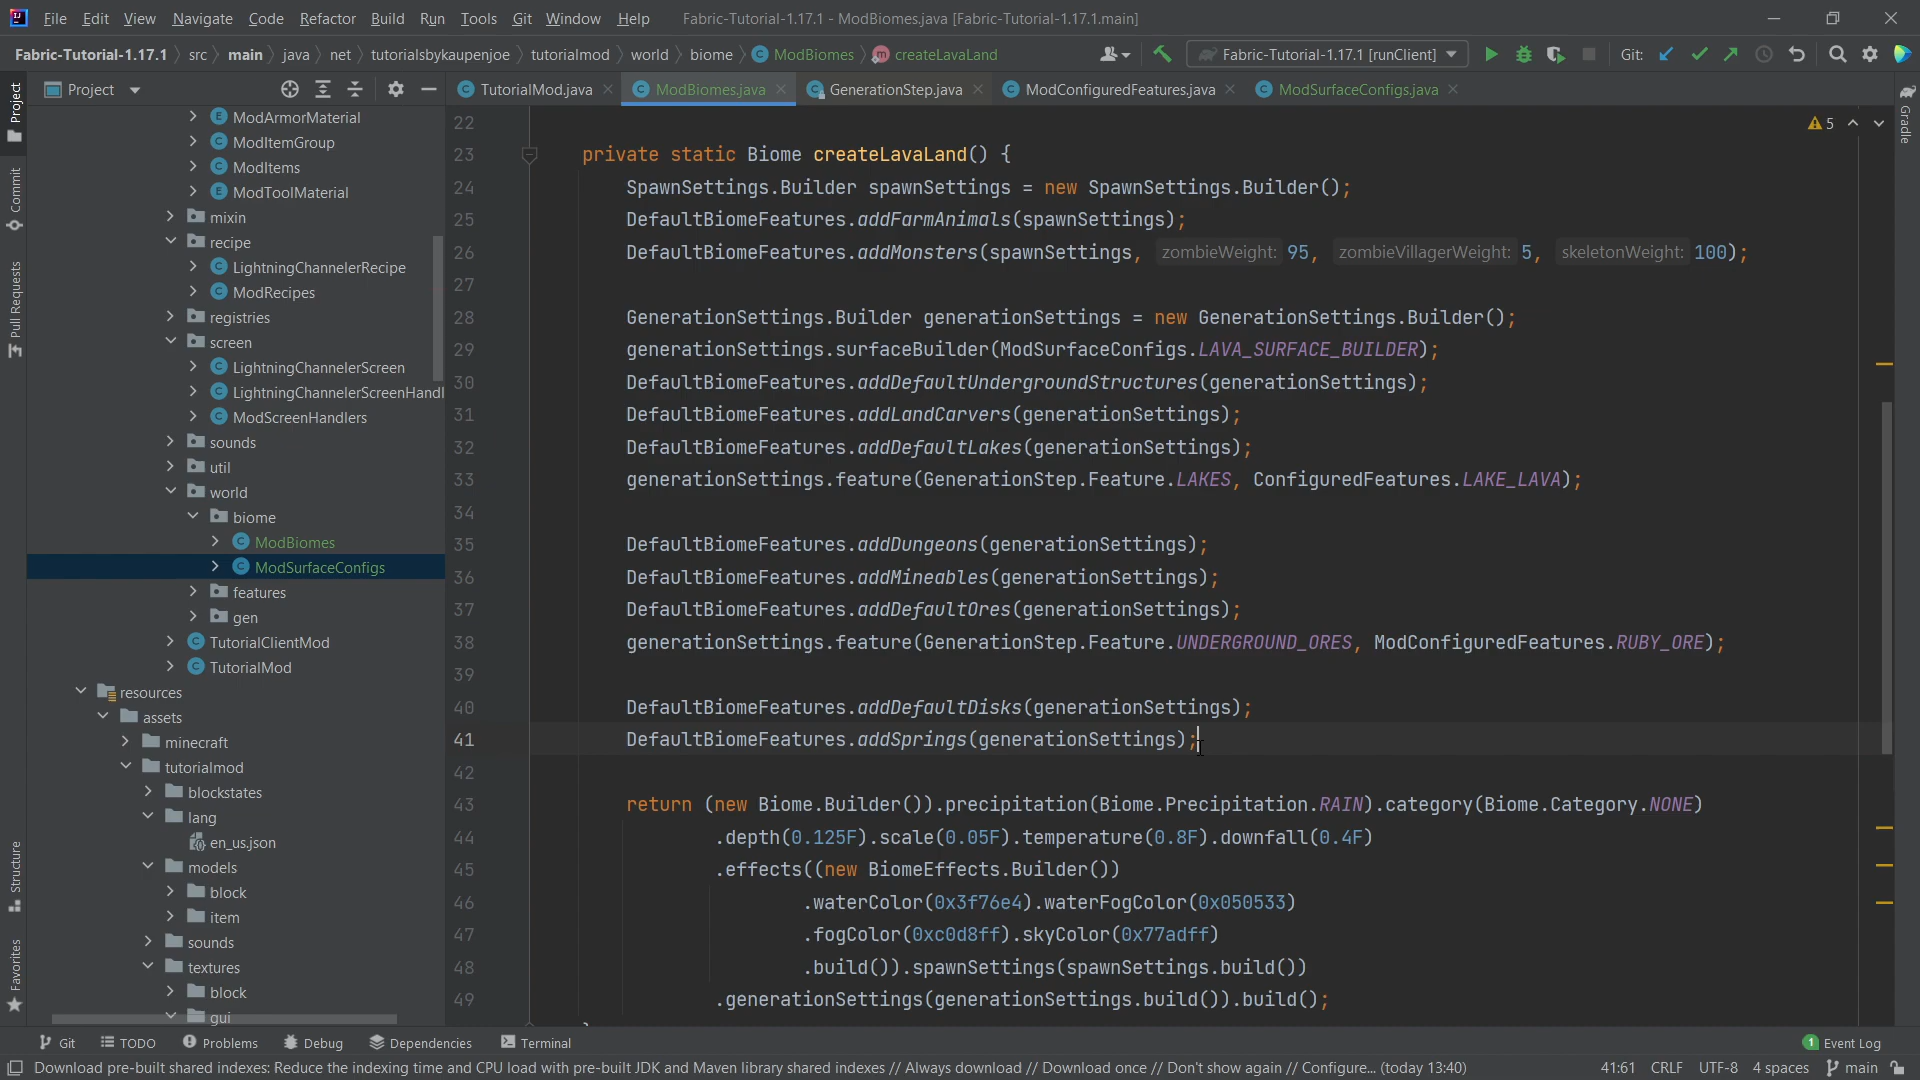 File Edit View Navigate Code Refactor Build Run Tools Git Window Help Fabric-Tutorial-1.17.1 - ModBiomes.java [Fabric-Tutorial-1.17.1.main]
Fabric-Tutorial-1.17.1 src main java net tutorialsbykaupenjoe tutorialmod world biome ModBiomes createLavaLand Fabric-Tutorial-1.17.1 [runClient] Git:
Project TutorialMod.java ModBiomes.java GenerationStep.java ModConfiguredFeatures.java ModSurfaceConfigs.java
Project
Commit
Pull Requests
Structure
Favorites
ModArmorMaterial
ModItemGroup
ModItems
ModToolMaterial
mixin
recipe
LightningChannelerRecipe
ModRecipes
registries
screen
LightningChannelerScreen
LightningChannelerScreenHandl
ModScreenHandlers
sounds
util
world
biome
ModBiomes
ModSurfaceConfigs
features
gen
TutorialClientMod
TutorialMod
resources
assets
minecraft
tutorialmod
blockstates
lang
en_us.json
models
block
item
sounds
textures
block
gui
22
23 private static Biome createLavaLand() {
24 SpawnSettings.Builder spawnSettings = new SpawnSettings.Builder();
25 DefaultBiomeFeatures.addFarmAnimals(spawnSettings);
26 DefaultBiomeFeatures.addMonsters(spawnSettings, zombieWeight: 95, zombieVillagerWeight: 5, skeletonWeight: 100);
27
28 GenerationSettings.Builder generationSettings = new GenerationSettings.Builder();
29 generationSettings.surfaceBuilder(ModSurfaceConfigs.LAVA_SURFACE_BUILDER);
30 DefaultBiomeFeatures.addDefaultUndergroundStructures(generationSettings);
31 DefaultBiomeFeatures.addLandCarvers(generationSettings);
32 DefaultBiomeFeatures.addDefaultLakes(generationSettings);
33 generationSettings.feature(GenerationStep.Feature.LAKES, ConfiguredFeatures.LAKE_LAVA);
34
35 DefaultBiomeFeatures.addDungeons(generationSettings);
36 DefaultBiomeFeatures.addMineables(generationSettings);
37 DefaultBiomeFeatures.addDefaultOres(generationSettings);
38 generationSettings.feature(GenerationStep.Feature.UNDERGROUND_ORES, ModConfiguredFeatures.RUBY_ORE);
39
40 DefaultBiomeFeatures.addDefaultDisks(generationSettings);
41 DefaultBiomeFeatures.addSprings(generationSettings);
42
43 return (new Biome.Builder()).precipitation(Biome.Precipitation.RAIN).category(Biome.Category.NONE)
44 .depth(0.125F).scale(0.05F).temperature(0.8F).downfall(0.4F)
45 .effects((new BiomeEffects.Builder())
46 .waterColor(0x3f76e4).waterFogColor(0x050533)
47 .fogColor(0xc0d8ff).skyColor(0x77adff)
48 .build()).spawnSettings(spawnSettings.build())
49 .generationSettings(generationSettings.build()).build();
5
Gradle
Git TODO Problems Debug Dependencies Terminal 1 Event Log
Download pre-built shared indexes: Reduce the indexing time and CPU load with pre-built JDK and Maven library shared indexes // Always download // Download once // Don't show again // Configure... (today 13:40) 41:61 CRLF UTF-8 4 spaces main